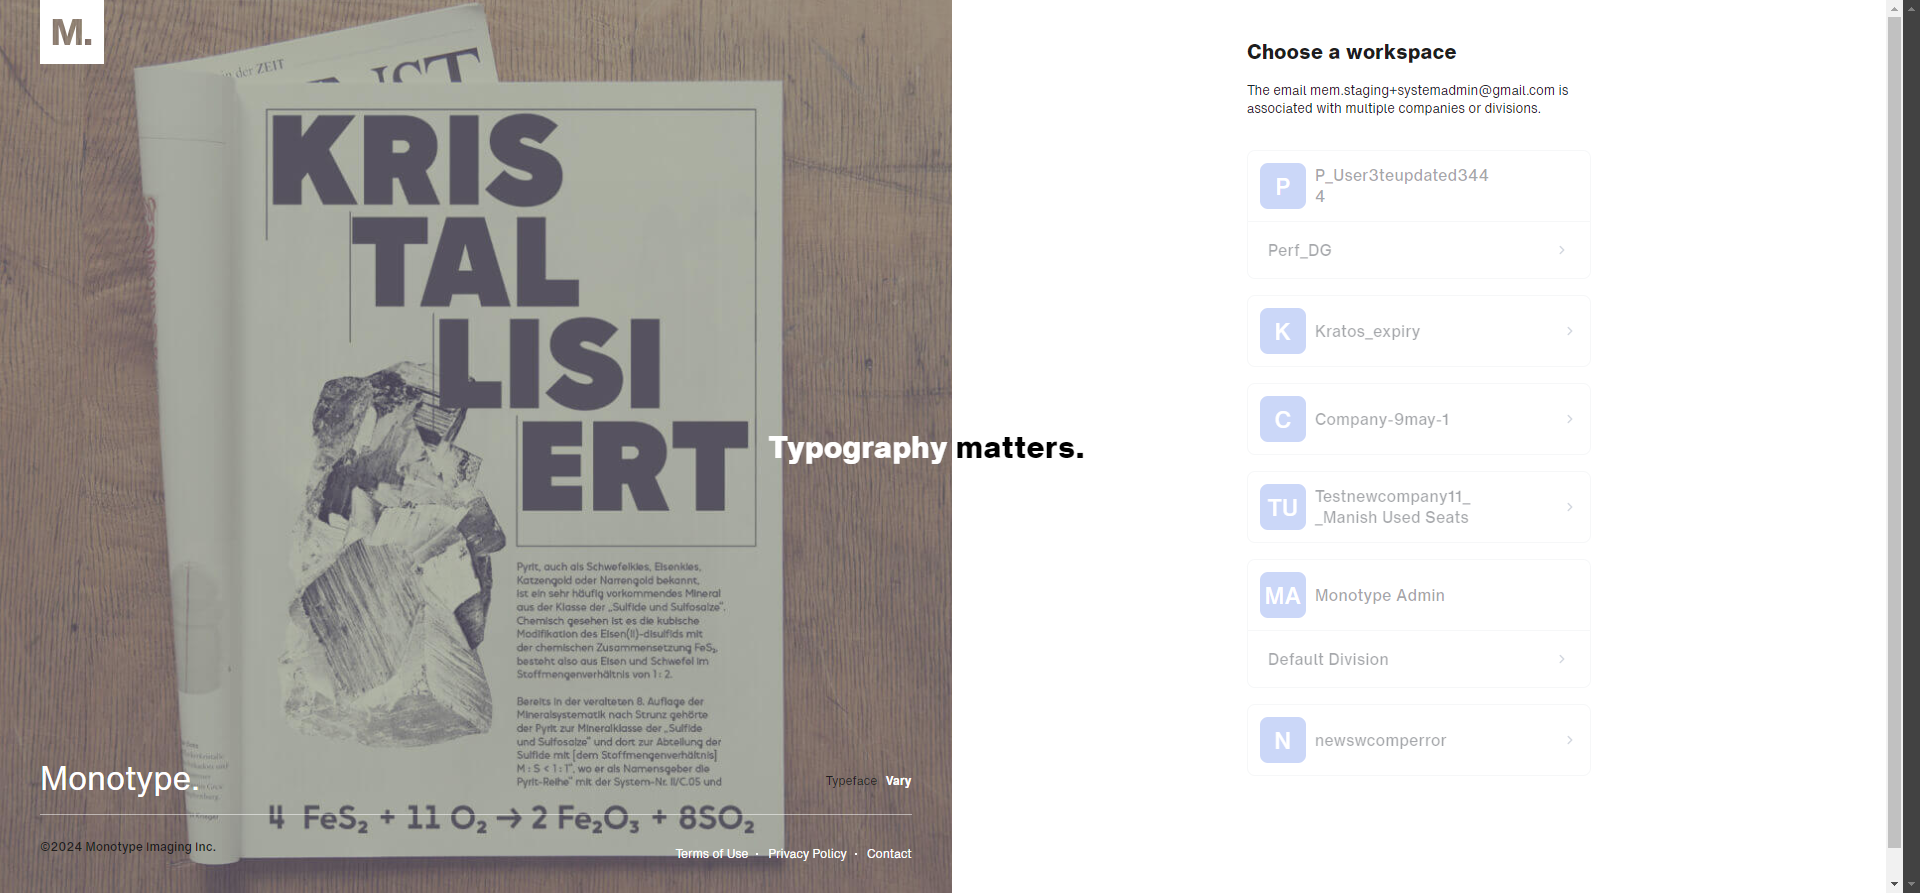 M.
in der ZEIT
KRIS
TAL
LISI
ERT
Pyrit, auch als Schwefelkies, Eisenkies,
Katzengold oder Narrengold bekannt,
ist ein sehr häufig vorkommendes Mineral
aus der Klasse der „Sulfide und Sulfosalze“.
Chemisch gesehen ist es die kubische
Modifikation des Eisen(II)-disulfids mit
der chemischen Zusammensetzung FeS₂,
besteht also aus Eisen und Schwefel im
Stoffmengenverhältnis von 1 : 2.
Bereits in der veralteten 8. Auflage der
Mineralsystematik nach Strunz gehörte
der Pyrit zur Mineralklasse der „Sulfide
und Sulfosalze“ und dort zur Abteilung der
Sulfide mit [dem Stoffmengenverhältnis]
M : S < 1 : 1“, wo er als Namensgeber die
Pyrit-Reihe“ mit der System-Nr. II/C.05 und
4 FeS₂ + 11 O₂ → 2 Fe₂O₃ + 8SO₂
Typography matters.
Monotype.
Typeface Vary
©2024 Monotype Imaging Inc.
Terms of Use · Privacy Policy · Contact
Choose a workspace
The email mem.staging+systemadmin@gmail.com is
associated with multiple companies or divisions.
P P_User3teupdated344
4
Perf_DG
K Kratos_expiry
C Company-9may-1
TU Testnewcompany11_
_Manish Used Seats
MA Monotype Admin
Default Division
N newswcomperror